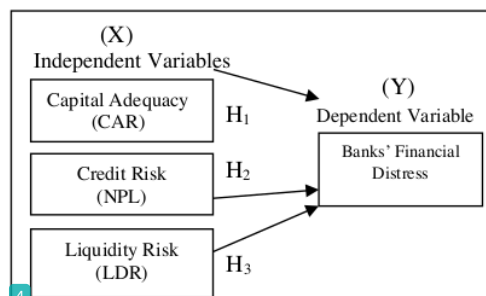 (X)
Independent Variables
Capital Adequacy
(CAR)
H₁
Credit Risk
(NPL)
H₂
Liquidity Risk
(LDR)
H₃
(Y)
Dependent Variable
Banks' Financial
Distress
4